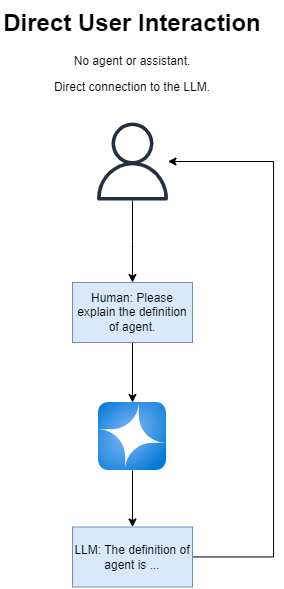 Direct User Interaction
No agent or assistant.
Direct connection to the LLM.
Human: Please
explain the definition
of agent.
LLM: The definition of
agent is ...